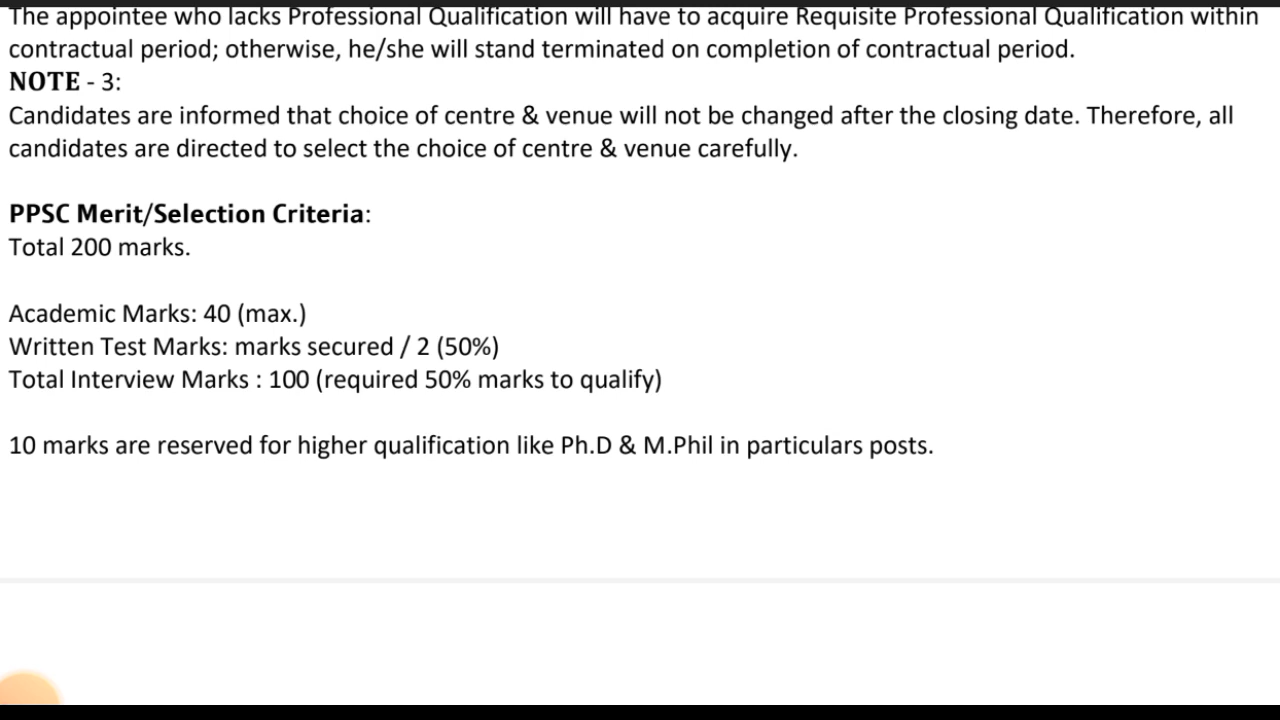 The appointee who lacks Professional Qualification will have to acquire Requisite Professional Qualification within
contractual period; otherwise, he/she will stand terminated on completion of contractual period.
NOTE - 3:
Candidates are informed that choice of centre & venue will not be changed after the closing date. Therefore, all
candidates are directed to select the choice of centre & venue carefully.
PPSC Merit/Selection Criteria:
Total 200 marks.
Academic Marks: 40 (max.)
Written Test Marks: marks secured / 2 (50%)
Total Interview Marks : 100 (required 50% marks to qualify)
10 marks are reserved for higher qualification like Ph.D & M.Phil in particulars posts.